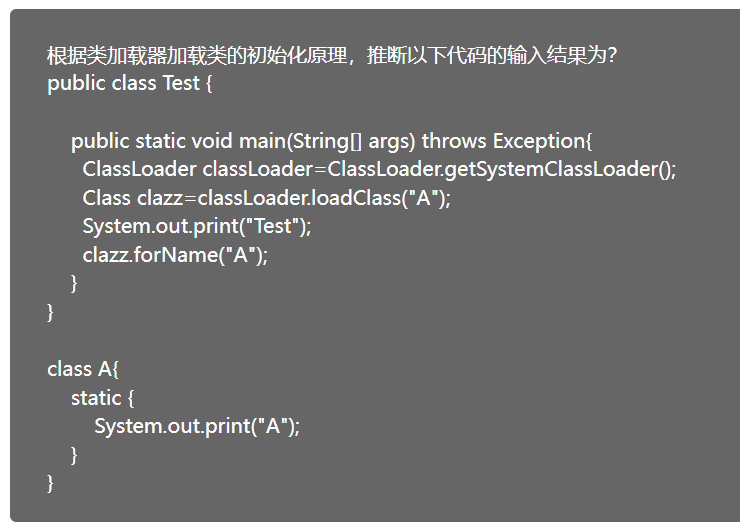 根据类加载器加载类的初始化原理，推断以下代码的输入结果为?
public class Test {
public static void main(String[] args) throws Exception{
ClassLoader classLoader=ClassLoader.getSystemClassLoader();
Class clazz=classLoader.loadClass("A");
System.out.print("Test");
clazz.forName("A");
}
}
class A{
static {
System.out.print("A");
}
}